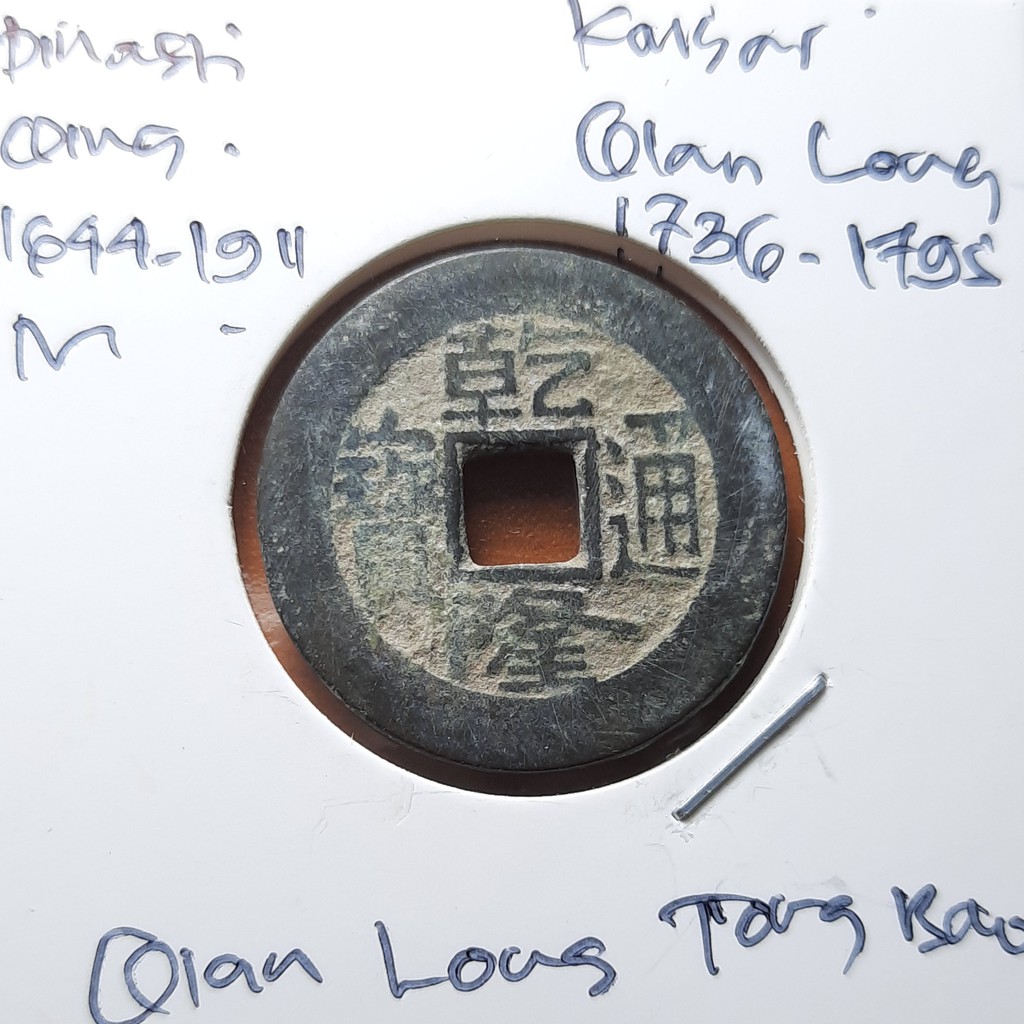 Dinasti
Qing.
1644-1911
M -
Kaisar
Qian Long
1736-1795
乾隆通寶
Qian Long Tong Bao